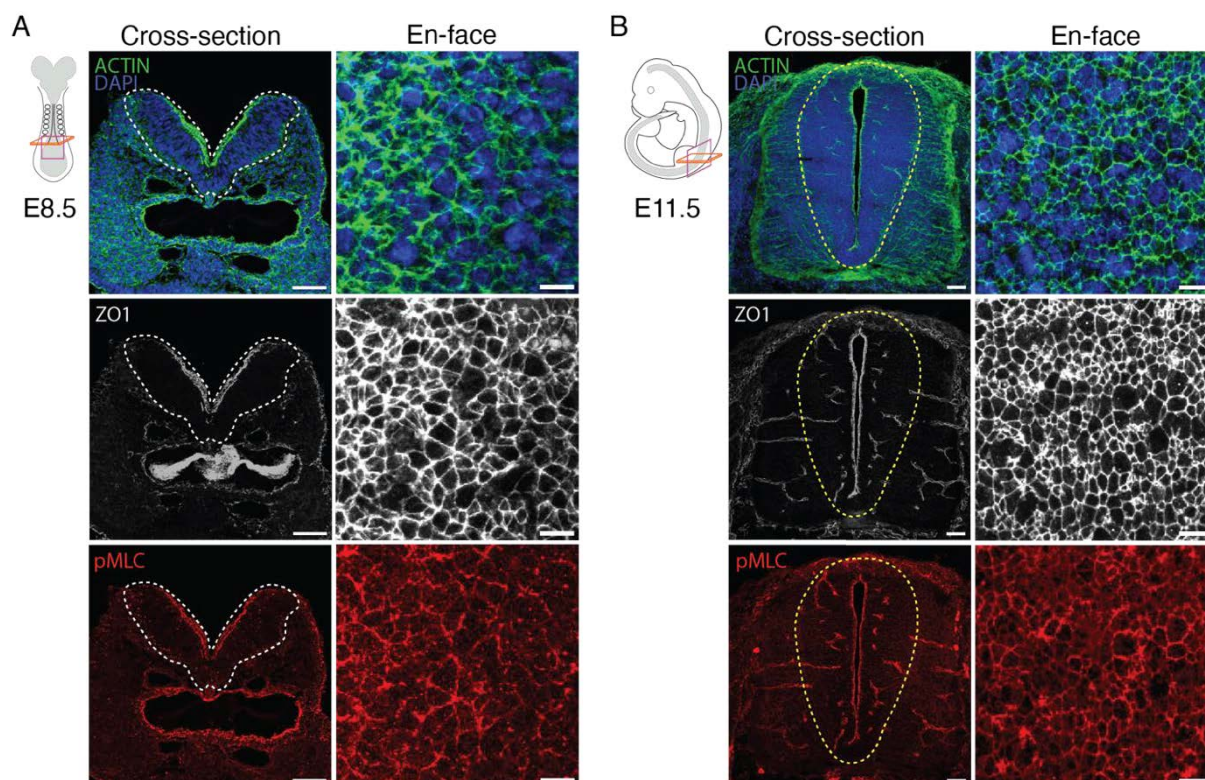 A
Cross-section
En-face
ACTIN
DAPI
E8.5
ZO1
pMLC
B
Cross-section
En-face
ACTIN
DAPI
E11.5
ZO1
pMLC